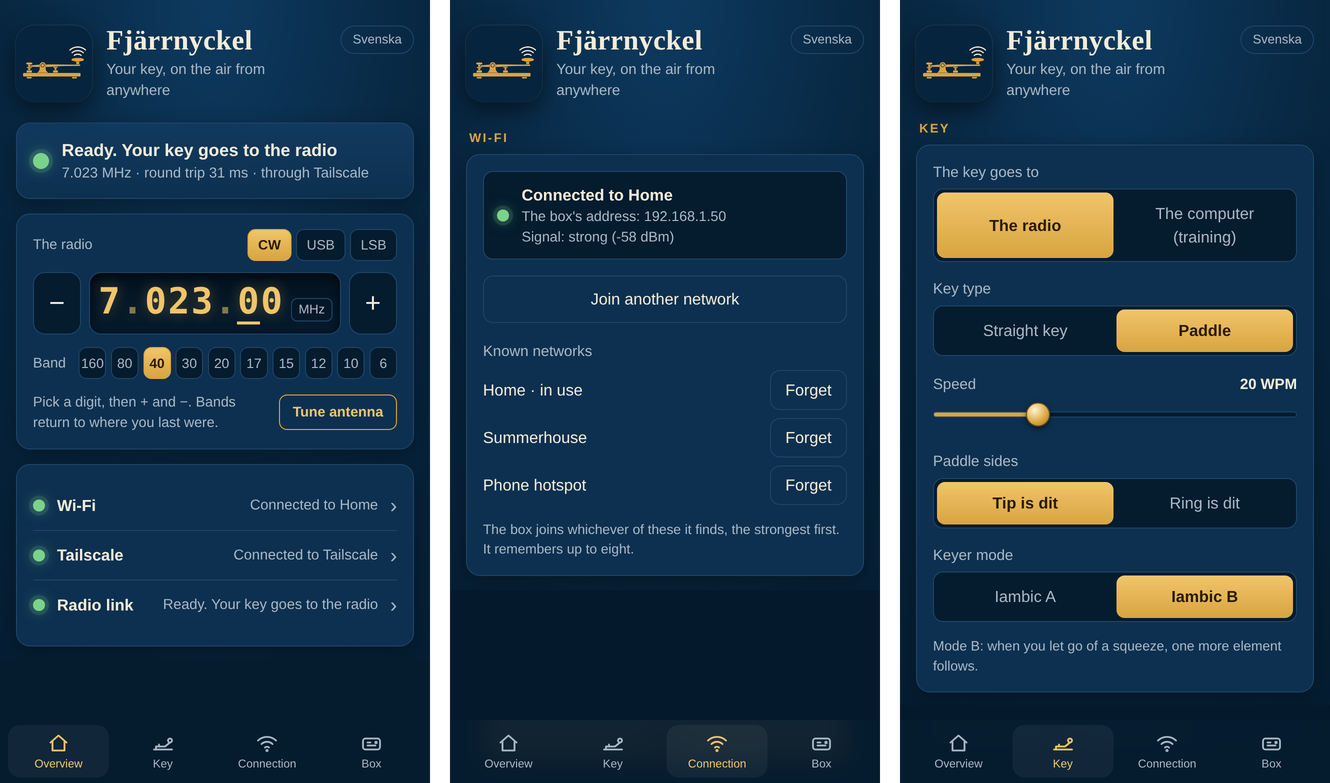 Fjärrnyckel
Your key, on the air from
anywhere
Svenska
Ready. Your key goes to the radio
7.023 MHz · round trip 31 ms · through Tailscale
The radio
CW
USB
LSB
−
7.023.00
MHz
+
Band
160
80
40
30
20
17
15
12
10
6
Pick a digit, then + and −. Bands
return to where you last were.
Tune antenna
Wi-Fi
Connected to Home ›
Tailscale
Connected to Tailscale ›
Radio link
Ready. Your key goes to the radio ›
Overview
Key
Connection
Box
Fjärrnyckel
Your key, on the air from
anywhere
Svenska
WI-FI
Connected to Home
The box's address: 192.168.1.50
Signal: strong (-58 dBm)
Join another network
Known networks
Home · in use
Forget
Summerhouse
Forget
Phone hotspot
Forget
The box joins whichever of these it finds, the strongest first.
It remembers up to eight.
Overview
Key
Connection
Box
Fjärrnyckel
Your key, on the air from
anywhere
Svenska
KEY
The key goes to
The radio
The computer
(training)
Key type
Straight key
Paddle
Speed
20 WPM
Paddle sides
Tip is dit
Ring is dit
Keyer mode
Iambic A
Iambic B
Mode B: when you let go of a squeeze, one more element
follows.
Overview
Key
Connection
Box